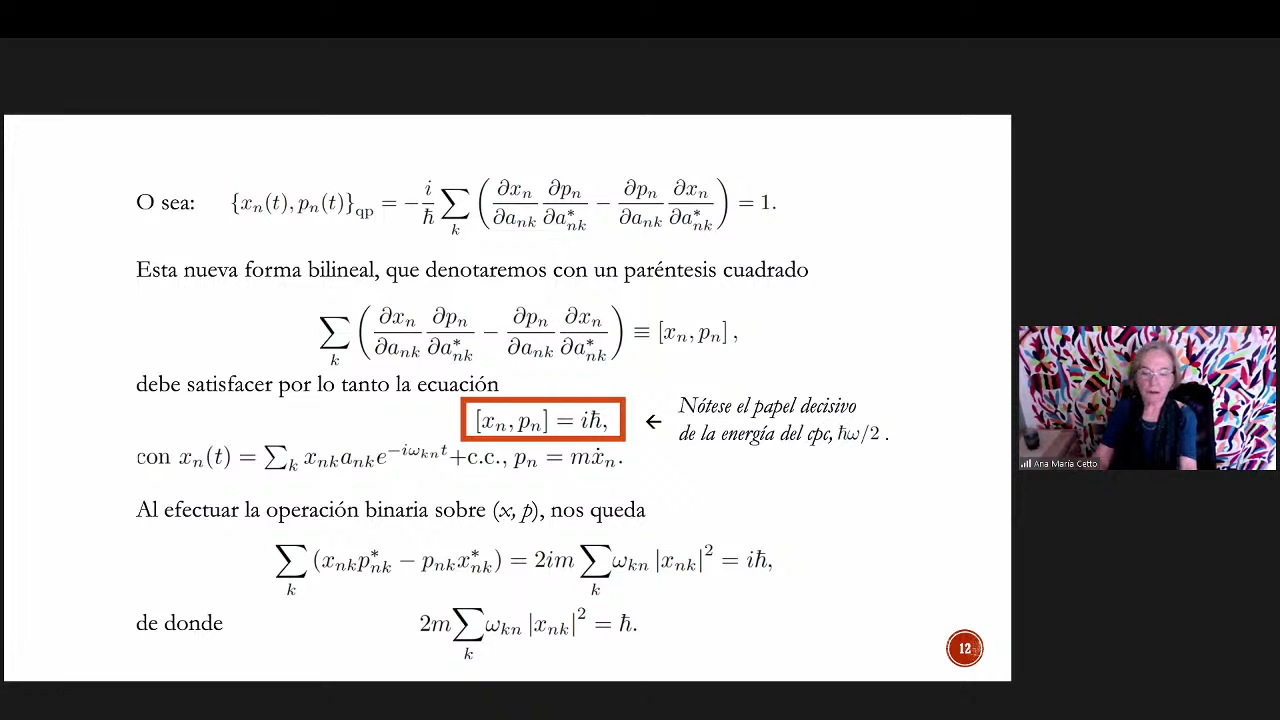 O sea: $\{x_n(t), p_n(t)\}_{\text{qp}} = -\frac{i}{\hbar} \sum_k \left( \frac{\partial x_n}{\partial a_{nk}} \frac{\partial p_n}{\partial a^*_{nk}} - \frac{\partial p_n}{\partial a_{nk}} \frac{\partial x_n}{\partial a^*_{nk}} \right) = 1.$
Esta nueva forma bilineal, que denotaremos con un paréntesis cuadrado
$\sum_k \left( \frac{\partial x_n}{\partial a_{nk}} \frac{\partial p_n}{\partial a^*_{nk}} - \frac{\partial p_n}{\partial a_{nk}} \frac{\partial x_n}{\partial a^*_{nk}} \right) \equiv [x_n, p_n],$
debe satisfacer por lo tanto la ecuación
$[x_n, p_n] = i\hbar,$
← Nótese el papel decisivo
de la energía del cpc, $\hbar\omega/2$ .
con $x_n(t) = \sum_k x_{nk} a_{nk} e^{-i\omega_{kn} t}$+c.c., $p_n = m\dot{x}_n.$
Al efectuar la operación binaria sobre (x, p), nos queda
$\sum_k (x_{nk} p^*_{nk} - p_{nk} x^*_{nk}) = 2im \sum_k \omega_{kn} |x_{nk}|^2 = i\hbar,$
de donde $2m \sum_k \omega_{kn} |x_{nk}|^2 = \hbar.$
12
Ana María Cetto